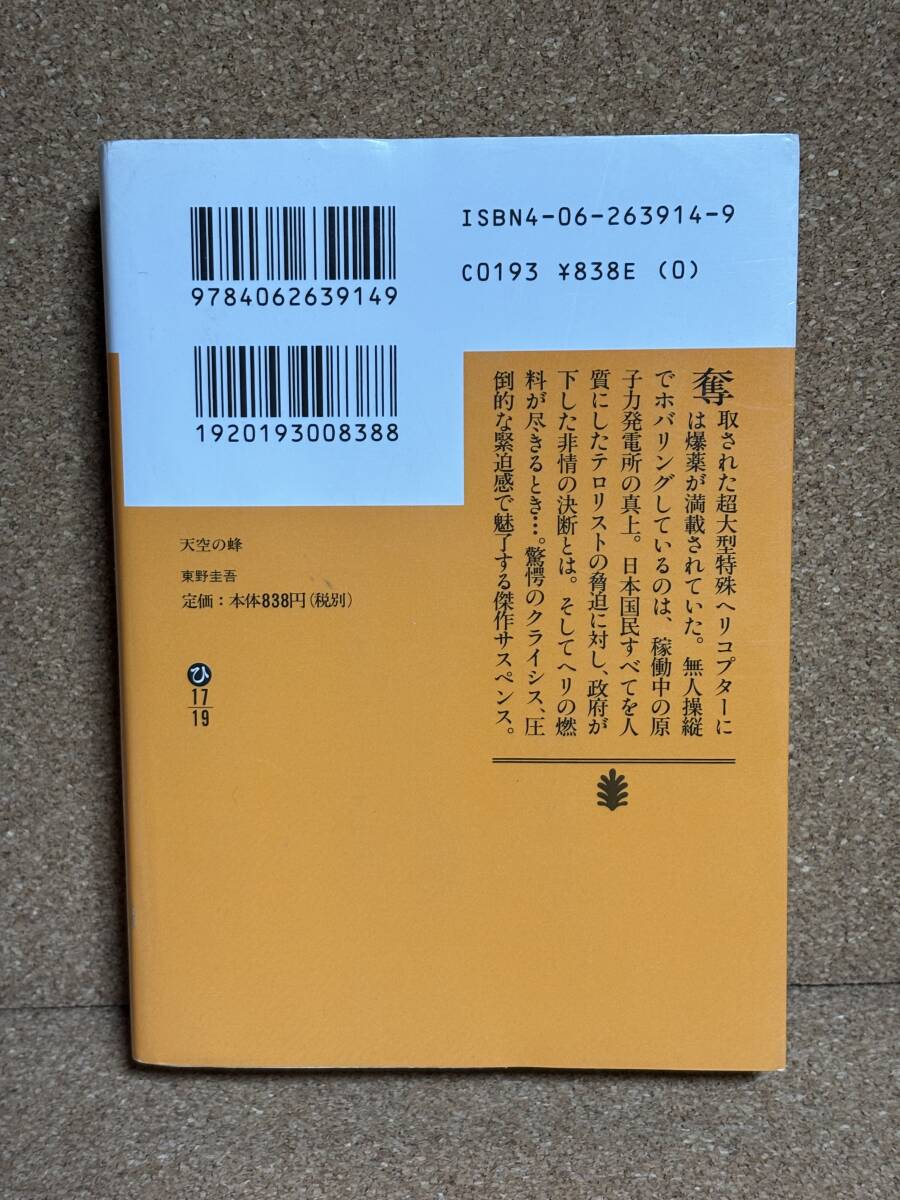 ISBN4-06-263914-9
C0193 ¥838E (0)
9784062639149
1920193008388
奪取された超大型特殊ヘリコプターに
は爆薬が満載されていた。無人操縦
でホバリングしているのは、稼働中の原
子力発電所の真上。日本国民すべてを人
質にしたテロリストの脅迫に対し、政府が
下した非情の決断とは。そしてヘリの燃
料が尽きるとき…。驚愕のクライシス、圧
倒的な緊迫感で魅了する傑作サスペンス。
天空の蜂
東野圭吾
定価：本体838円(税別)
ひ
17
19